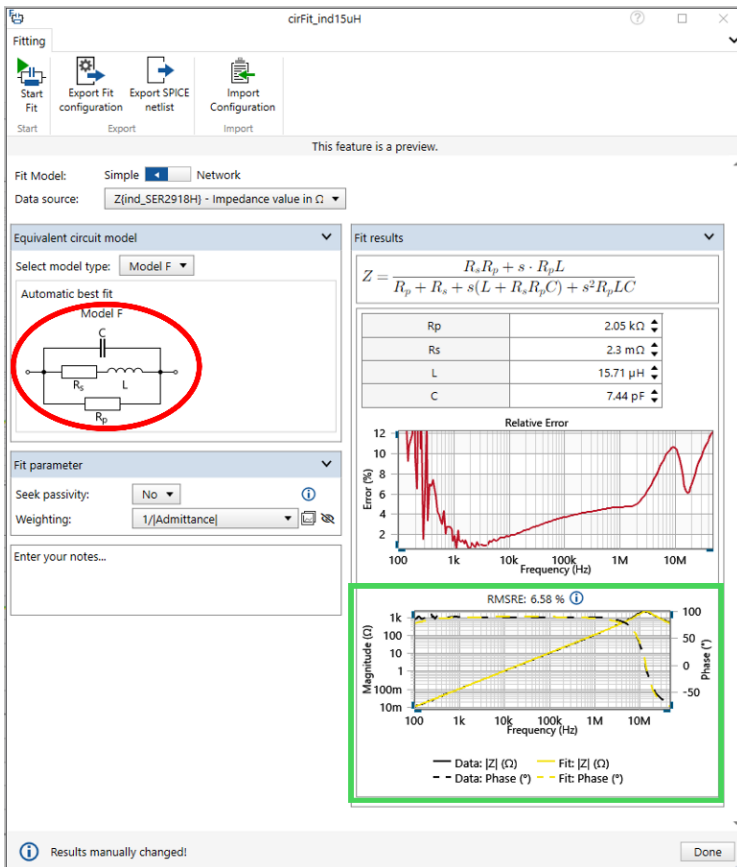 cirFit_ind15uH
Fitting
Start Fit
Export Fit configuration
Export SPICE netlist
Import Configuration
Start
Export
Import
This feature is a preview.
Fit Model: Simple Network
Data source: Z{ind_SER2918H} - Impedance value in Ω
Equivalent circuit model
Select model type: Model F
Automatic best fit
Model F
C
Rs L
Rp
Fit parameter
Seek passivity: No
Weighting: 1/|Admittance|
Enter your notes...
Fit results
Z = RsRp + s · RpL / Rp + Rs + s(L + RsRpC) + s²RpLC
Rp 2.05 kΩ
Rs 2.3 mΩ
L 15.71 µH
C 7.44 pF
Relative Error
Error (%)
12
10
8
6
4
2
100 1k 10k 100k 1M 10M
Frequency (Hz)
RMSRE: 6.58 %
Magnitude (Ω)
1k
100
10
1
100m
10m
100
50
0
-50
Phase (°)
100 1k 10k 100k 1M 10M
Frequency (Hz)
Data: |Z| (Ω) Fit: |Z| (Ω)
Data: Phase (°) Fit: Phase (°)
Results manually changed!
Done